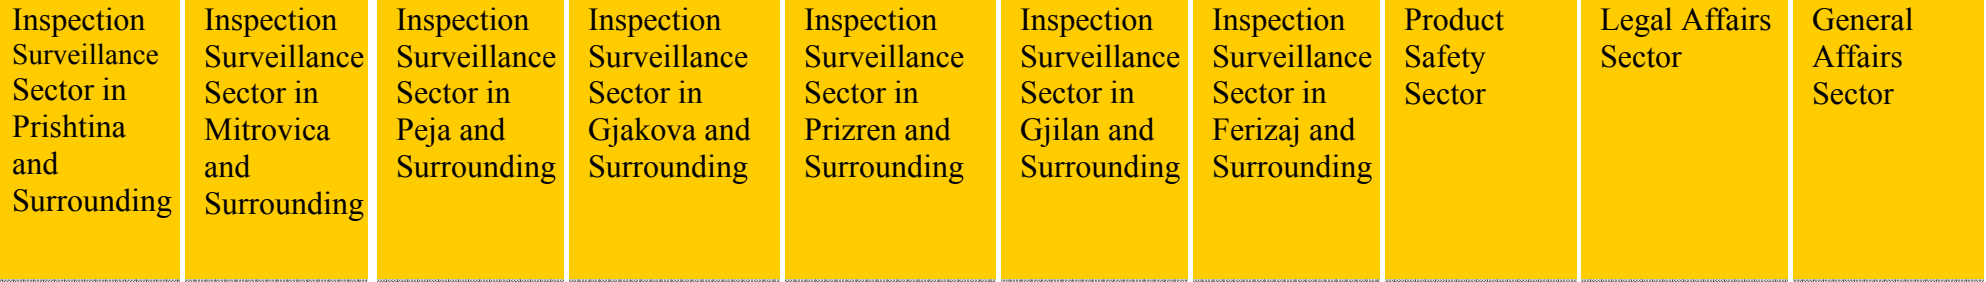 Inspection
Surveillance
Sector in
Prishtina
and
Surrounding
Inspection
Surveillance
Sector in
Mitrovica
and
Surrounding
Inspection
Surveillance
Sector in
Peja and
Surrounding
Inspection
Surveillance
Sector in
Gjakova and
Surrounding
Inspection
Surveillance
Sector in
Prizren and
Surrounding
Inspection
Surveillance
Sector in
Gjilan and
Surrounding
Inspection
Surveillance
Sector in
Ferizaj and
Surrounding
Product
Safety
Sector
Legal Affairs
Sector
General
Affairs
Sector